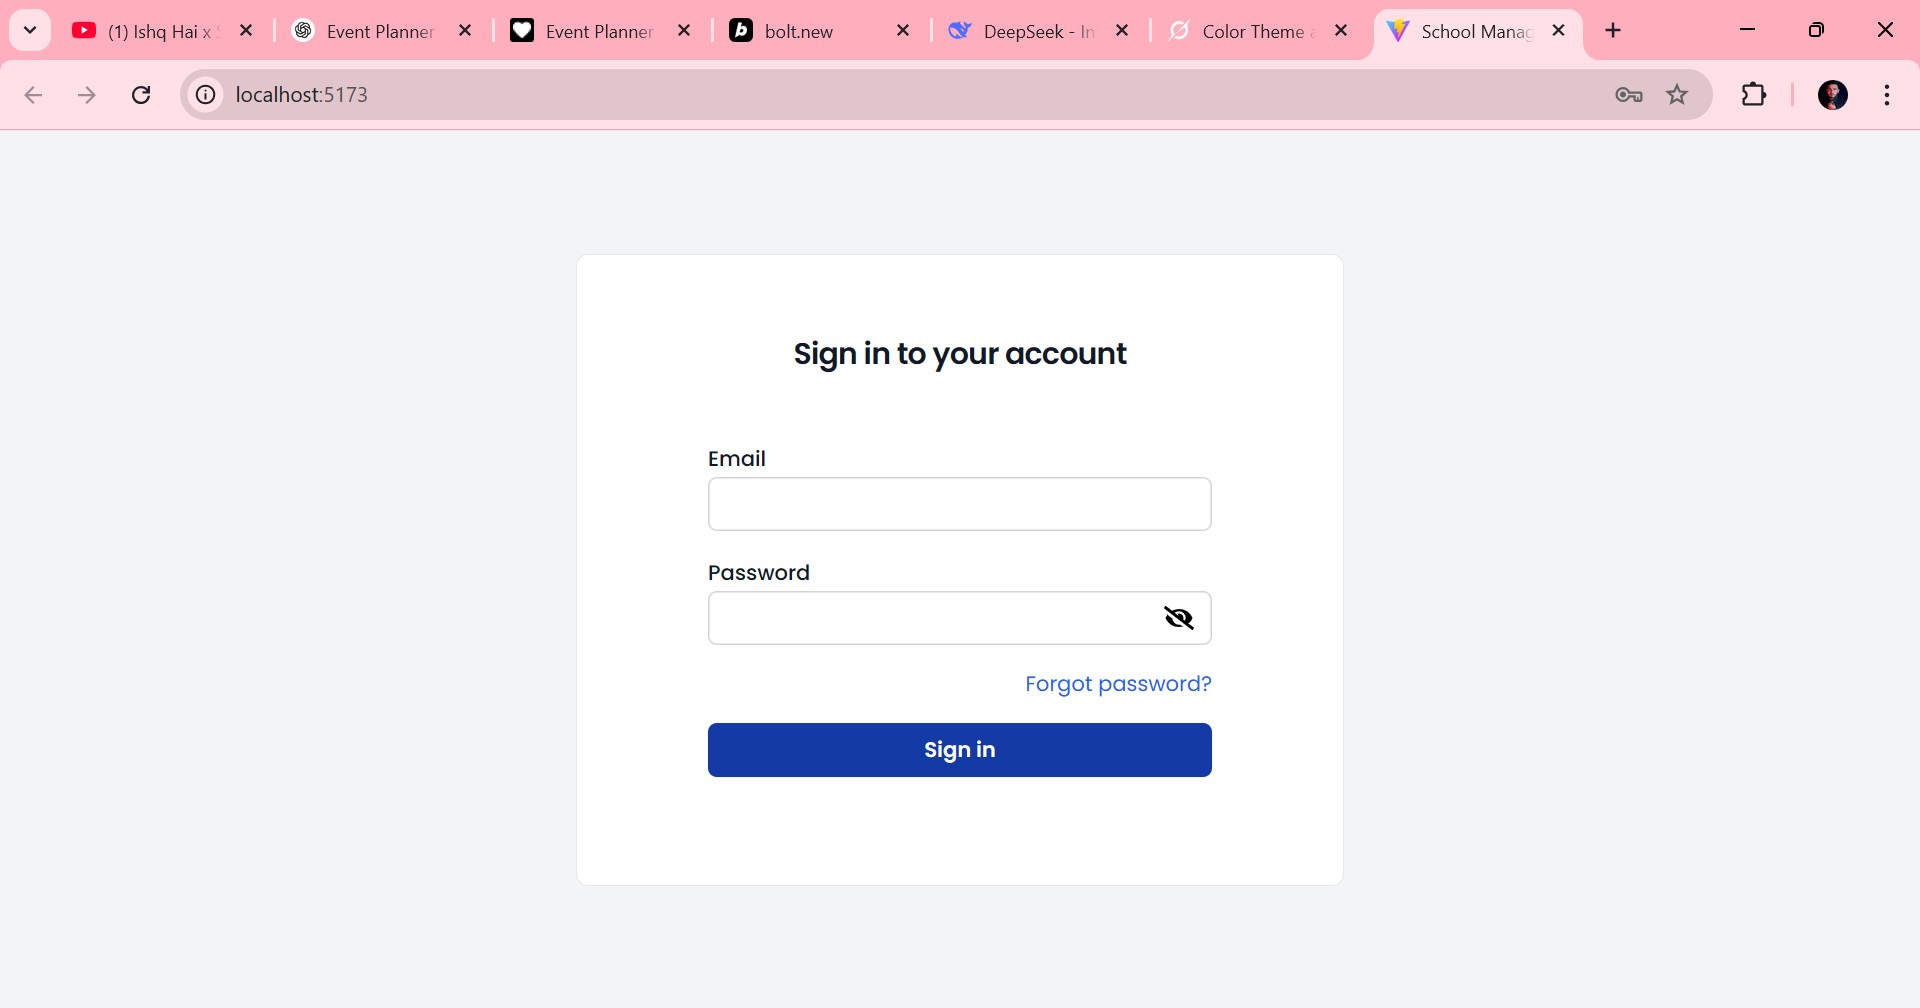 (1) Ishq Hai x
Event Planner
Event Planner
bolt.new
DeepSeek - In
Color Theme
School Manag
localhost:5173
Sign in to your account
Email
Password
Forgot password?
Sign in